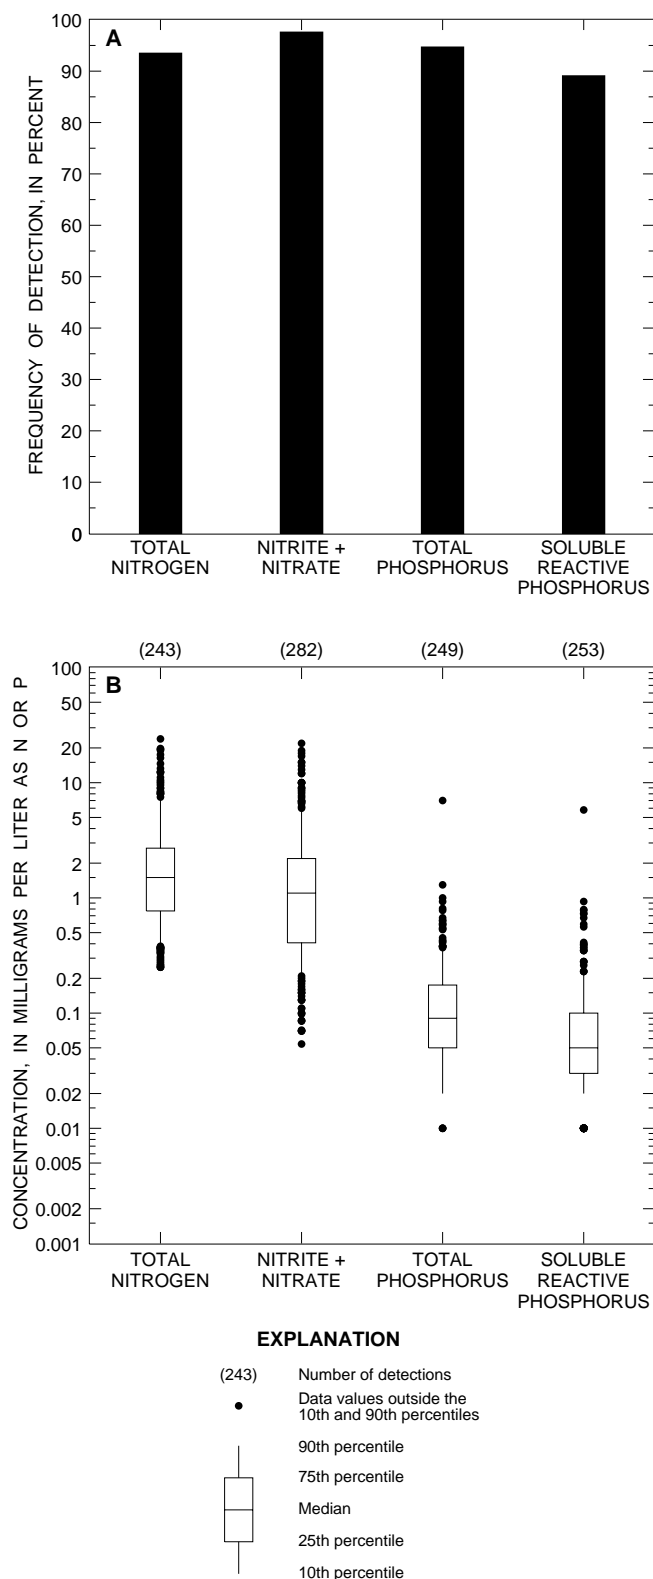 A
FREQUENCY OF DETECTION, IN PERCENT
100
90
80
70
60
50
40
30
20
10
0
TOTAL NITROGEN
NITRITE + NITRATE
TOTAL PHOSPHORUS
SOLUBLE REACTIVE PHOSPHORUS
(243) (282) (249) (253)
B
CONCENTRATION, IN MILLIGRAMS PER LITER AS N OR P
100
50
20
10
5
2
1
0.5
0.2
0.1
0.05
0.02
0.01
0.005
0.002
0.001
TOTAL NITROGEN
NITRITE + NITRATE
TOTAL PHOSPHORUS
SOLUBLE REACTIVE PHOSPHORUS
EXPLANATION
(243) Number of detections
Data values outside the
10th and 90th percentiles
90th percentile
75th percentile
Median
25th percentile
10th percentile